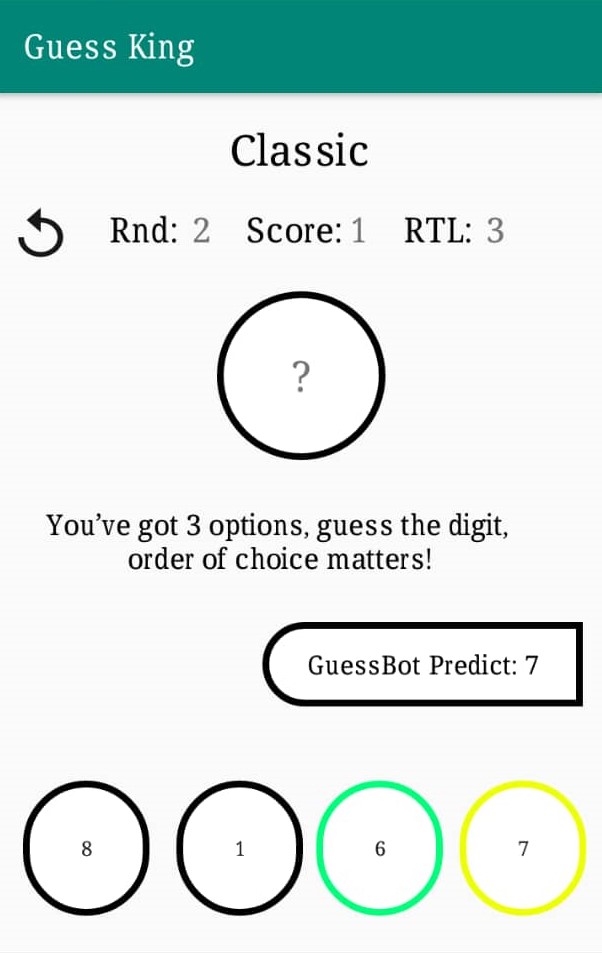 Guess King
Classic
Rnd: 2 Score: 1 RTL: 3
?
You've got 3 options, guess the digit,
order of choice matters!
GuessBot Predict: 7
8 1 6 7